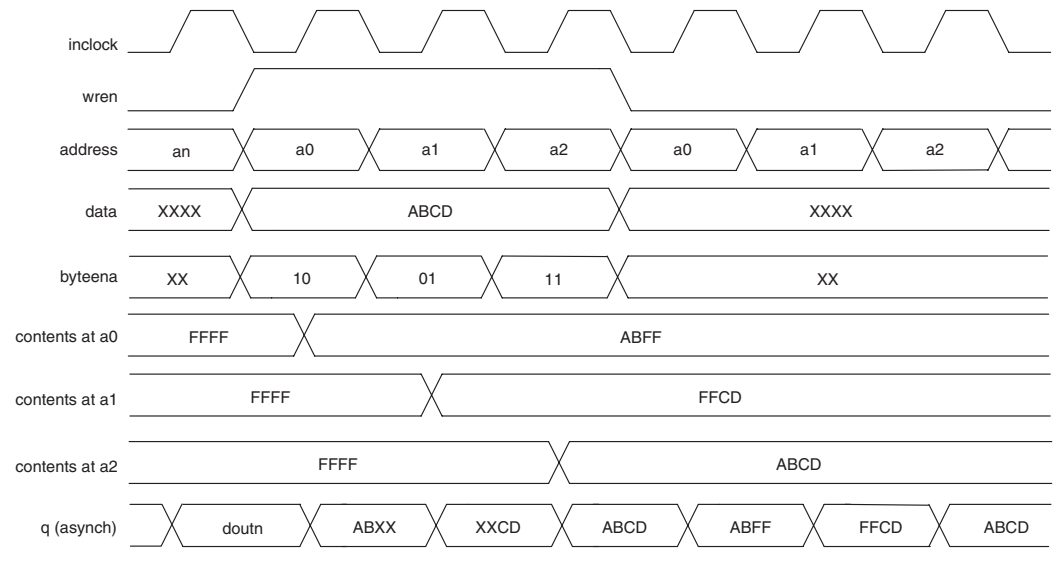 inclock
wren
address an a0 a1 a2 a0 a1 a2
data XXXX ABCD XXXX
byteena XX 10 01 11 XX
contents at a0 FFFF ABFF
contents at a1 FFFF FFCD
contents at a2 FFFF ABCD
q (asynch) doutn ABXX XXCD ABCD ABFF FFCD ABCD